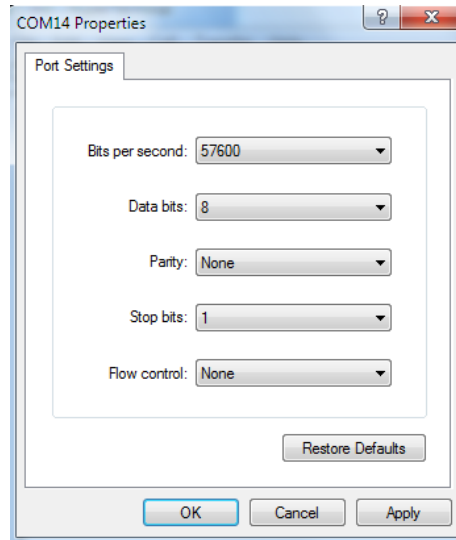 COM14 Properties
Port Settings
Bits per second: 57600
Data bits: 8
Parity: None
Stop bits: 1
Flow control: None
Restore Defaults
OK Cancel Apply